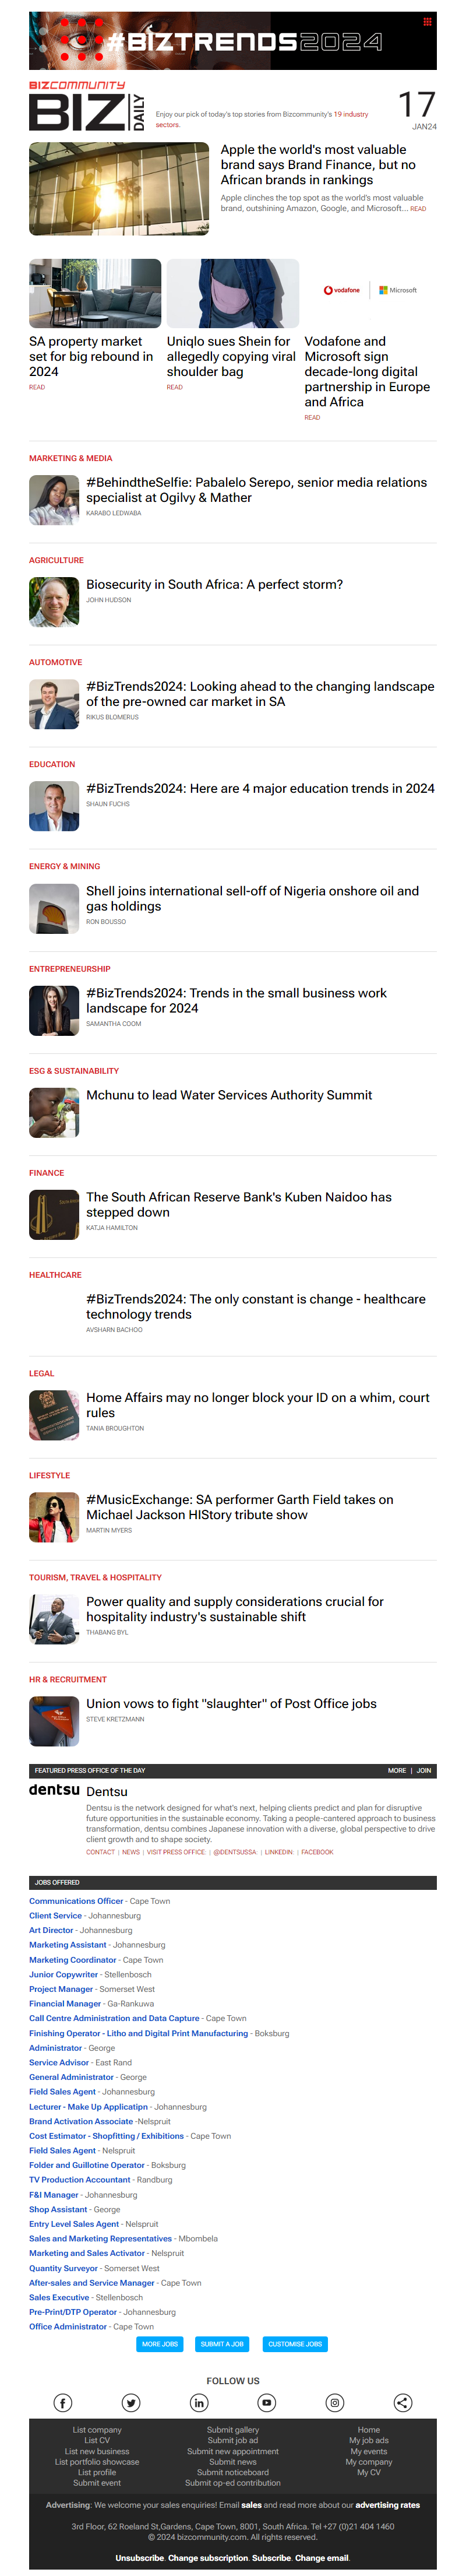 #BIZTRENDS2024
BIZCOMMUNITY
BIZ DAILY
Enjoy our pick of today's top stories from Bizcommunity's 19 industry
sectors.
17
JAN24
Apple the world's most valuable
brand says Brand Finance, but no
African brands in rankings
Apple clinches the top spot as the world's most valuable
brand, outshining Amazon, Google, and Microsoft... READ
vodafone
Microsoft
SA property market
set for big rebound in
2024
READ
Uniqlo sues Shein for
allegedly copying viral
shoulder bag
READ
Vodafone and
Microsoft sign
decade-long digital
partnership in Europe
and Africa
READ
MARKETING & MEDIA
#BehindtheSelfie: Pabalelo Serepo, senior media relations
specialist at Ogilvy & Mather
KARABO LEDWABA
AGRICULTURE
Biosecurity in South Africa: A perfect storm?
JOHN HUDSON
AUTOMOTIVE
#BizTrends2024: Looking ahead to the changing landscape
of the pre-owned car market in SA
RIKUS BLOMERUS
EDUCATION
#BizTrends2024: Here are 4 major education trends in 2024
SHAUN FUCHS
ENERGY & MINING
Shell joins international sell-off of Nigeria onshore oil and
gas holdings
RON BOUSSO
ENTREPRENEURSHIP
#BizTrends2024: Trends in the small business work
landscape for 2024
SAMANTHA COOM
ESG & SUSTAINABILITY
Mchunu to lead Water Services Authority Summit
FINANCE
The South African Reserve Bank's Kuben Naidoo has
stepped down
KATJA HAMILTON
HEALTHCARE
#BizTrends2024: The only constant is change - healthcare
technology trends
AVSHARN BACHOO
LEGAL
Home Affairs may no longer block your ID on a whim, court
rules
TANIA BROUGHTON
LIFESTYLE
#MusicExchange: SA performer Garth Field takes on
Michael Jackson HIStory tribute show
MARTIN MYERS
TOURISM, TRAVEL & HOSPITALITY
Power quality and supply considerations crucial for
hospitality industry's sustainable shift
THABANG BYL
HR & RECRUITMENT
Union vows to fight "slaughter" of Post Office jobs
STEVE KRETZMANN
FEATURED PRESS OFFICE OF THE DAY
MORE | JOIN
dentsu
Dentsu
Dentsu is the network designed for what's next, helping clients predict and plan for disruptive
future opportunities in the sustainable economy. Taking a people-cantered approach to business
transformation, dentsu combines Japanese innovation with a diverse, global perspective to drive
client growth and to shape society.
CONTACT | NEWS | VISIT PRESS OFFICE | @DENTSUSSA | LINKEDIN | FACEBOOK
JOBS OFFERED
Communications Officer - Cape Town
Client Service - Johannesburg
Art Director - Johannesburg
Marketing Assistant - Johannesburg
Marketing Coordinator - Cape Town
Junior Copywriter - Stellenbosch
Project Manager - Somerset West
Financial Manager - Ga-Rankuwa
Call Centre Administration and Data Capture - Cape Town
Finishing Operator - Litho and Digital Print Manufacturing - Boksburg
Administrator - George
Service Advisor - East Rand
General Administrator - George
Field Sales Agent - Johannesburg
Lecturer - Make Up Applicatipn - Johannesburg
Brand Activation Associate -Nelspruit
Cost Estimator - Shopfitting / Exhibitions - Cape Town
Field Sales Agent - Nelspruit
Folder and Guillotine Operator - Boksburg
TV Production Accountant - Randburg
F&I Manager - Johannesburg
Shop Assistant - George
Entry Level Sales Agent - Nelspruit
Sales and Marketing Representatives - Mbombela
Marketing and Sales Activator - Nelspruit
Quantity Surveyor - Somerset West
After-sales and Service Manager - Cape Town
Sales Executive - Stellenbosch
Pre-Print/DTP Operator - Johannesburg
Office Administrator - Cape Town
MORE JOBS
SUBMIT A JOB
CUSTOMISE JOBS
FOLLOW US
List company
List CV
List new business
List portfolio showcase
List profile
Submit event
Submit gallery
Submit job ad
Submit new appointment
Submit news
Submit noticeboard
Submit op-ed contribution
Home
My job ads
My events
My company
My CV
Advertising: We welcome your sales enquiries! Email sales and read more about our advertising rates
3rd Floor, 62 Roeland St,Gardens, Cape Town, 8001, South Africa. Tel +27 (0)21 404 1460
© 2024 bizcommunity.com. All rights reserved.
Unsubscribe. Change subscription. Subscribe. Change email.